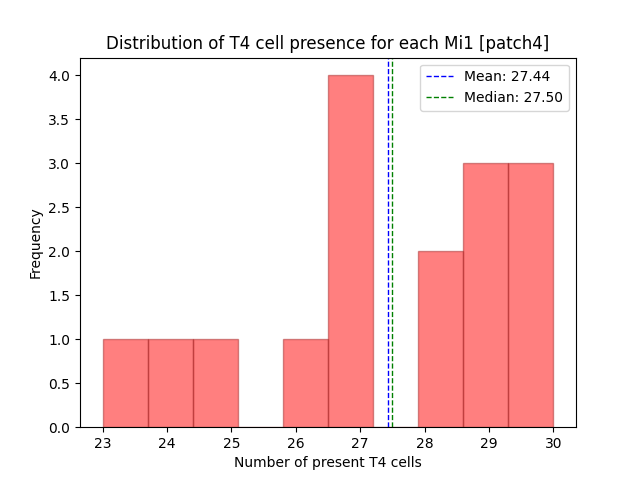 Distribution of T4 cell presence for each Mi1 [patch4]
Mean: 27.44
Median: 27.50
Frequency
4.0
3.5
3.0
2.5
2.0
1.5
1.0
0.5
0.0
23 24 25 26 27 28 29 30
Number of present T4 cells